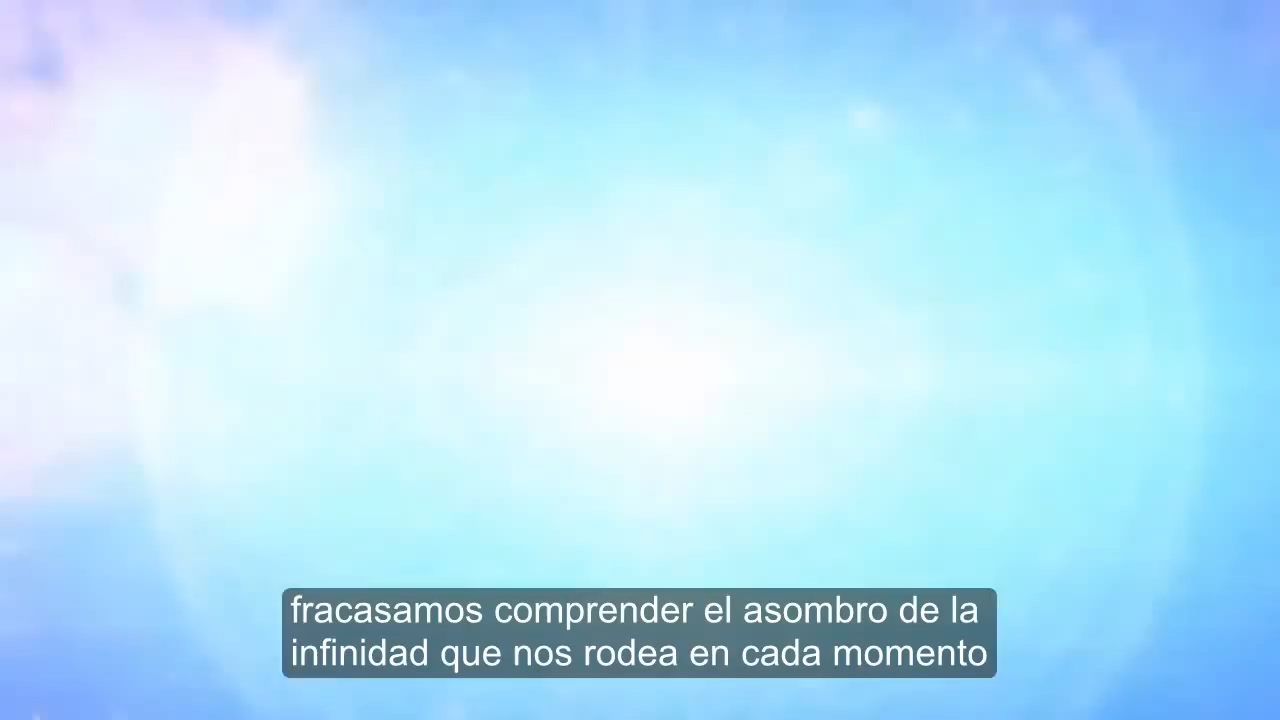 fracasamos comprender el asombro de la
infinidad que nos rodea en cada momento